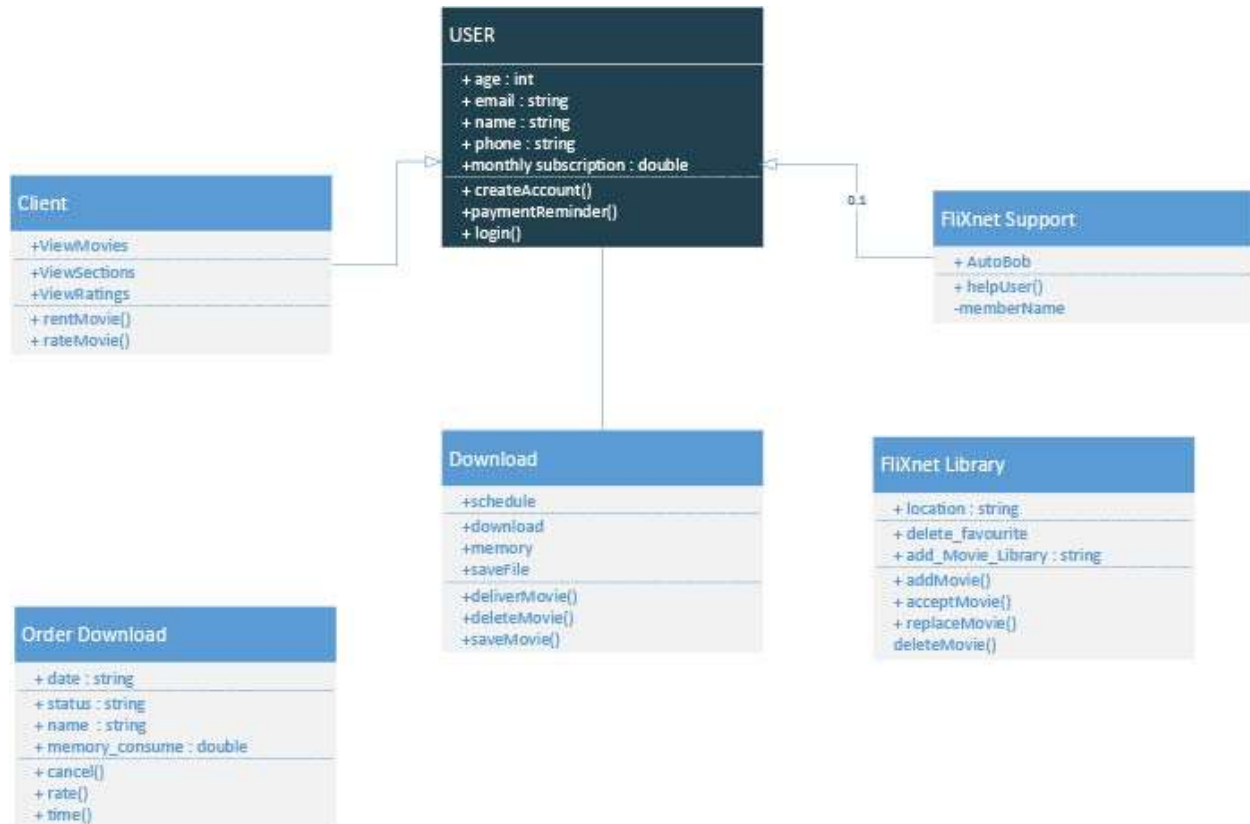 USER
+ age : int
+ email : string
+ name : string
+ phone : string
+monthly subscription : double
+ createAccount()
+paymentReminder()
+ login()
Client
+ViewMovies
+ViewSections
+ViewRatings
+ rentMovie()
+ rateMovie()
0.1
FliXnet Support
+ AutoBob
+ helpUser()
-memberName
Download
+schedule
+download
+memory
+saveFile
+deliverMovie()
+deleteMovie()
+saveMovie()
FliXnet Library
+ location : string
+ delete_favourite
+ add_Movie_Library : string
+ addMovie()
+ acceptMovie()
+ replaceMovie()
deleteMovie()
Order Download
+ date : string
+ status : string
+ name : string
+ memory_consume : double
+ cancel()
+ rate()
+ time()